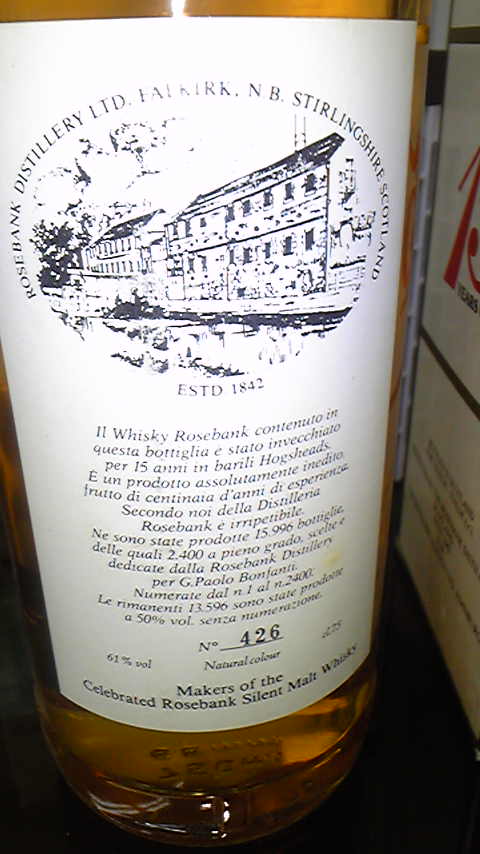 ROSEBANK DISTILLERY LTD. FALKIRK, N.B. STIRLINGSHIRE SCOTLAND
ESTD 1842
Il Whisky Rosebank contenuto in
questa bottiglia e stato invecchiato
per 15 anni in barili Hogsheads.
È un prodotto assolutamente inedito,
frutto di centinaia d'anni di esperienza.
Secondo noi della Distilleria
Rosebank è irripetibile.
Ne sono state prodotte 15.996 bottiglie,
delle quali 2.400 a pieno grado, scelte e
dedicate dalla Rosebank Distillery
per G.Paolo Bonfanti.
Numerate dal n.1 al n.2400.
Le rimanenti 13.596 sono state prodotte
a 50% vol. senza numerazione.
N° 426
61% vol Natural colour d.75
Makers of the
Celebrated Rosebank Silent Malt Whisky
15
YEARS